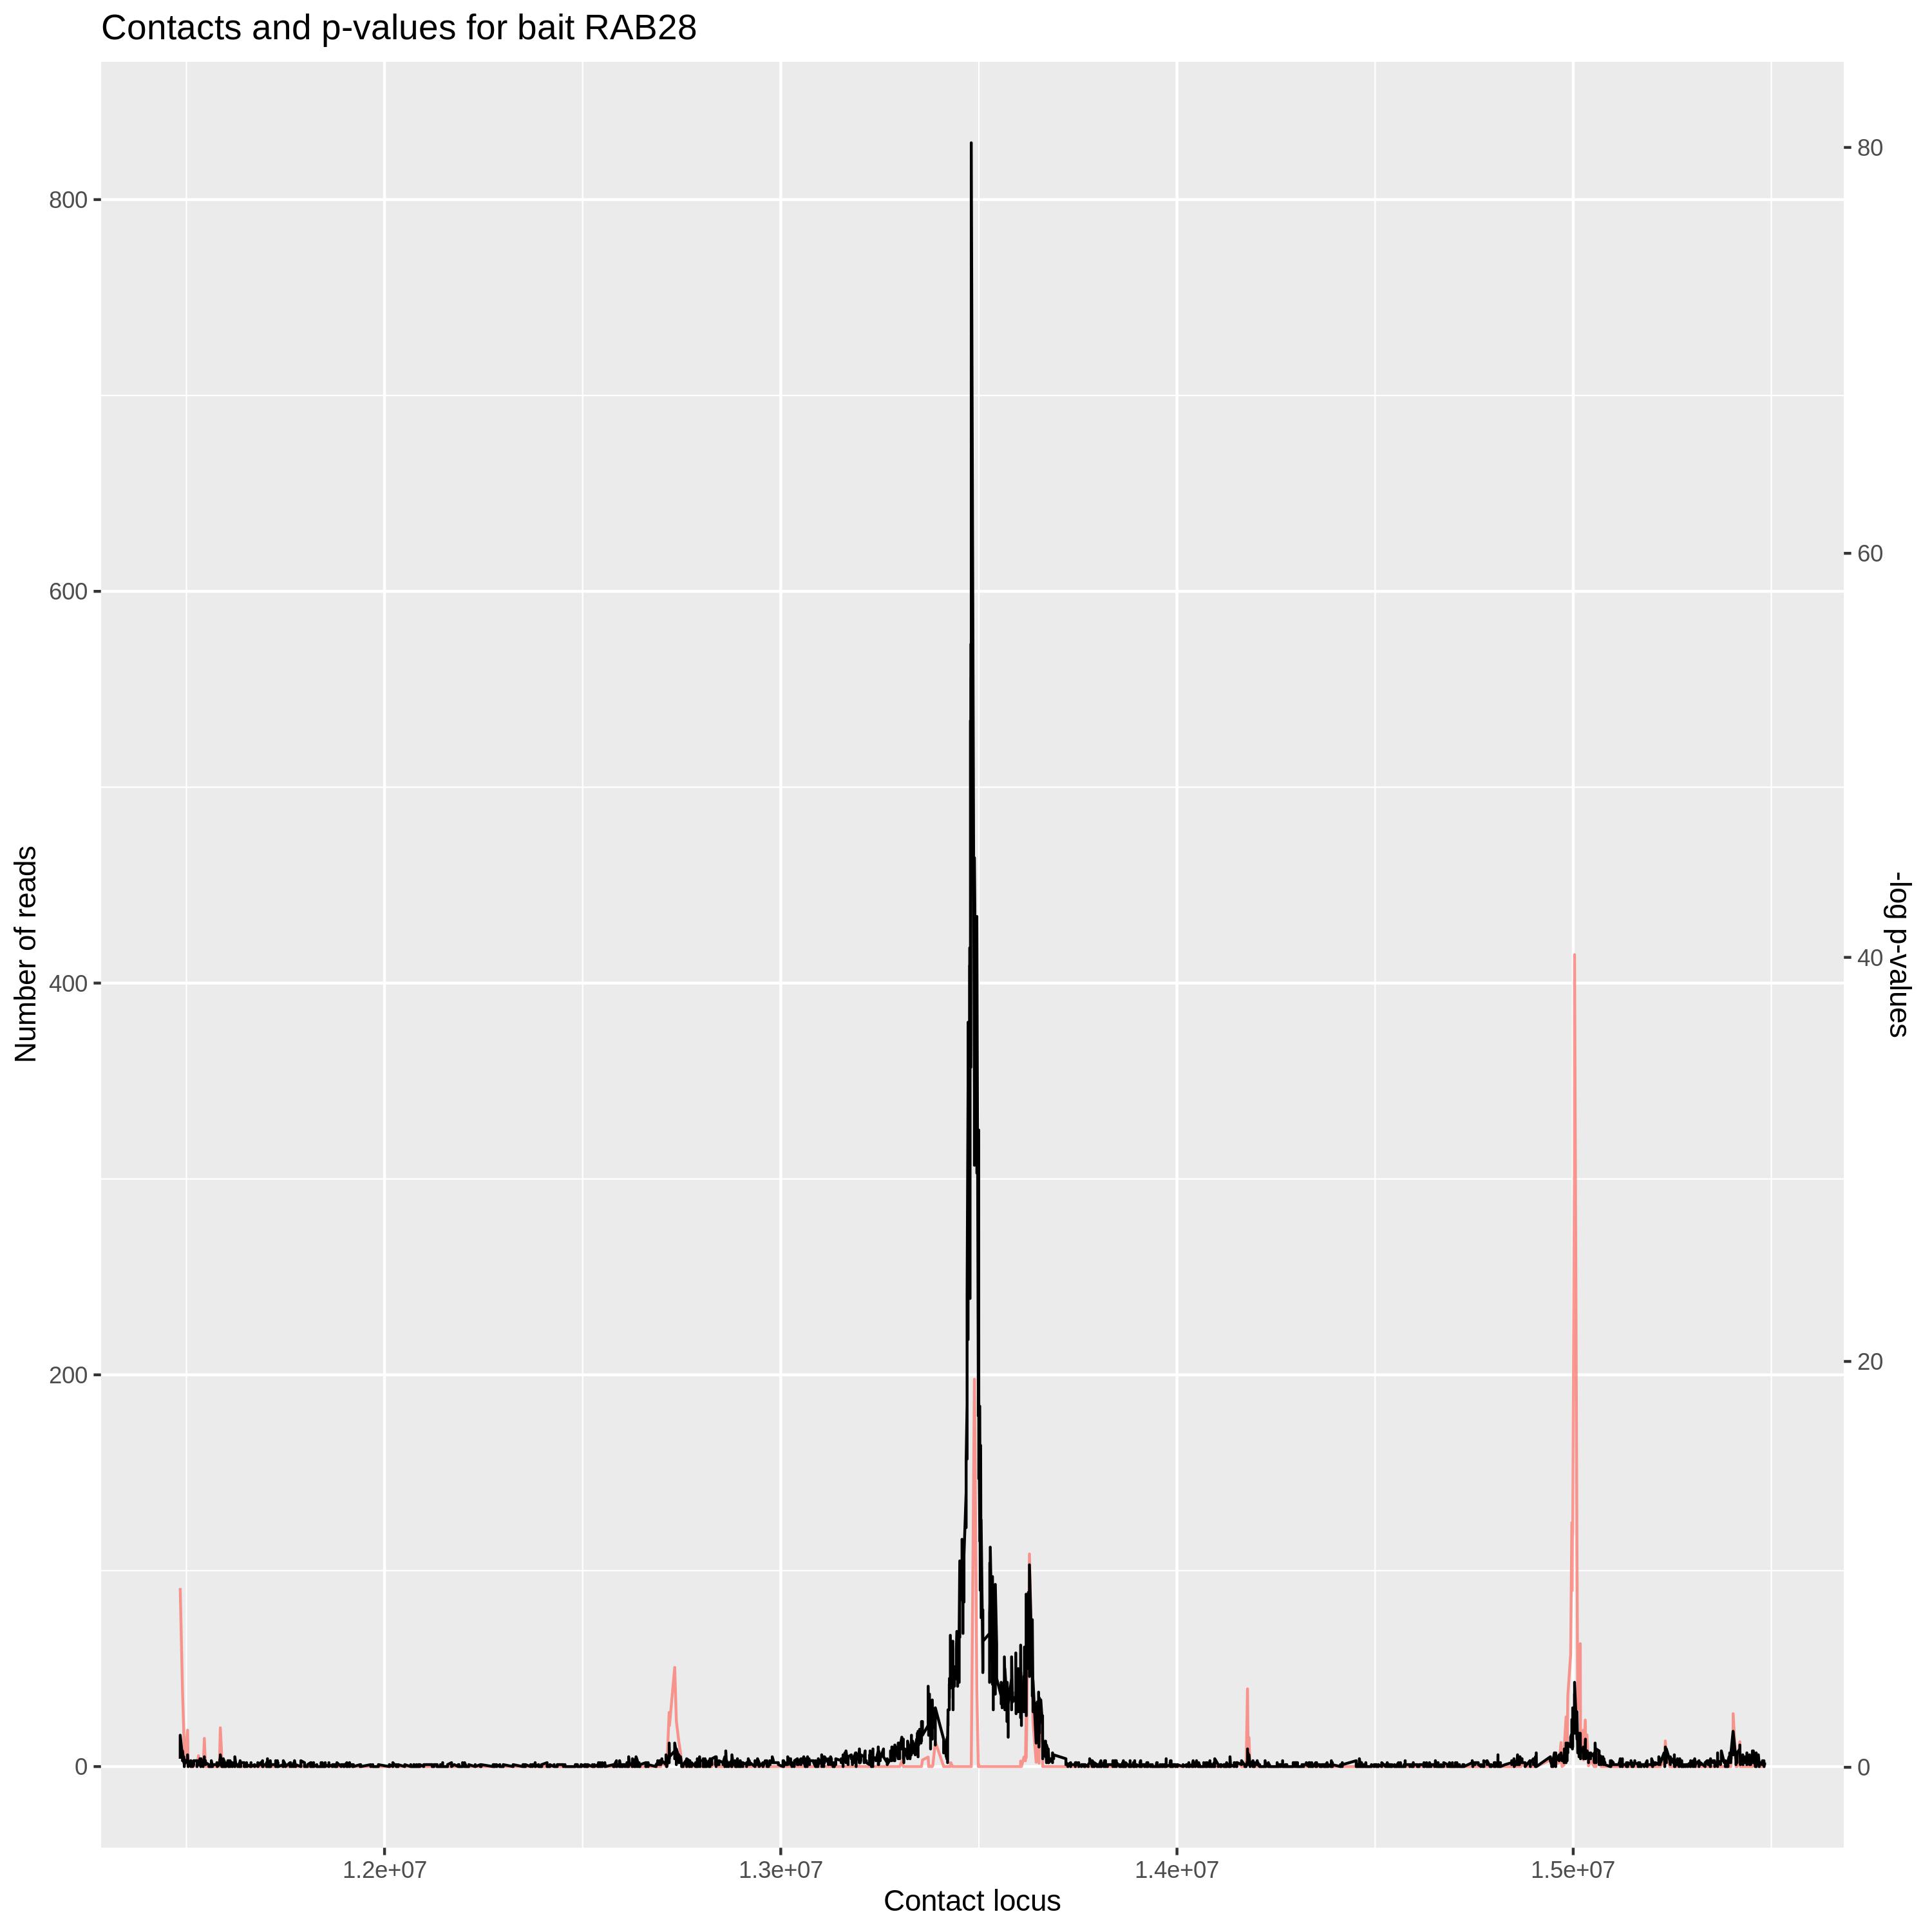 Contacts and p-values for bait RAB28
800
600
400
200
0
Number of reads
80
60
40
20
0
-log p-values
1.2e+07
1.3e+07
1.4e+07
1.5e+07
Contact locus